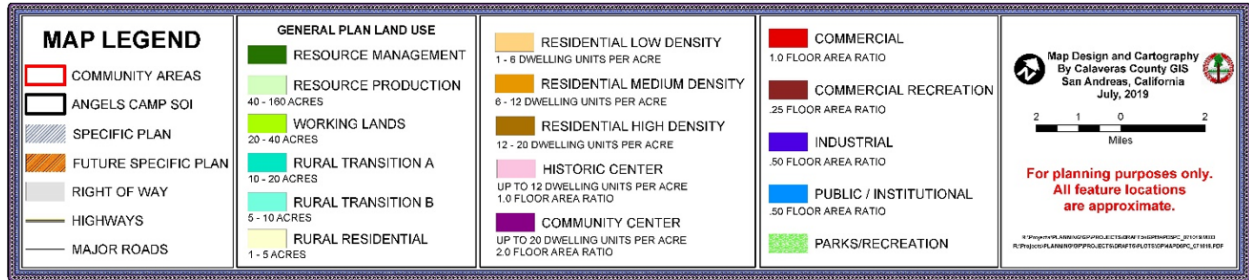 MAP LEGEND
COMMUNITY AREAS
ANGELS CAMP SOI
SPECIFIC PLAN
FUTURE SPECIFIC PLAN
RIGHT OF WAY
HIGHWAYS
MAJOR ROADS
GENERAL PLAN LAND USE
RESOURCE MANAGEMENT
RESOURCE PRODUCTION
40 - 160 ACRES
WORKING LANDS
20 - 40 ACRES
RURAL TRANSITION A
10 - 20 ACRES
RURAL TRANSITION B
5 - 10 ACRES
RURAL RESIDENTIAL
1 - 5 ACRES
RESIDENTIAL LOW DENSITY
1 - 6 DWELLING UNITS PER ACRE
RESIDENTIAL MEDIUM DENSITY
6 - 12 DWELLING UNITS PER ACRE
RESIDENTIAL HIGH DENSITY
12 - 20 DWELLING UNITS PER ACRE
HISTORIC CENTER
UP TO 12 DWELLING UNITS PER ACRE
1.0 FLOOR AREA RATIO
COMMUNITY CENTER
UP TO 20 DWELLING UNITS PER ACRE
2.0 FLOOR AREA RATIO
COMMERCIAL
1.0 FLOOR AREA RATIO
COMMERCIAL RECREATION
.25 FLOOR AREA RATIO
INDUSTRIAL
.50 FLOOR AREA RATIO
PUBLIC / INSTITUTIONAL
.50 FLOOR AREA RATIO
PARKS/RECREATION
Map Design and Cartography
By Calaveras County GIS
San Andreas, California
July, 2019
2 1 0 2
Miles
For planning purposes only.
All feature locations
are approximate.